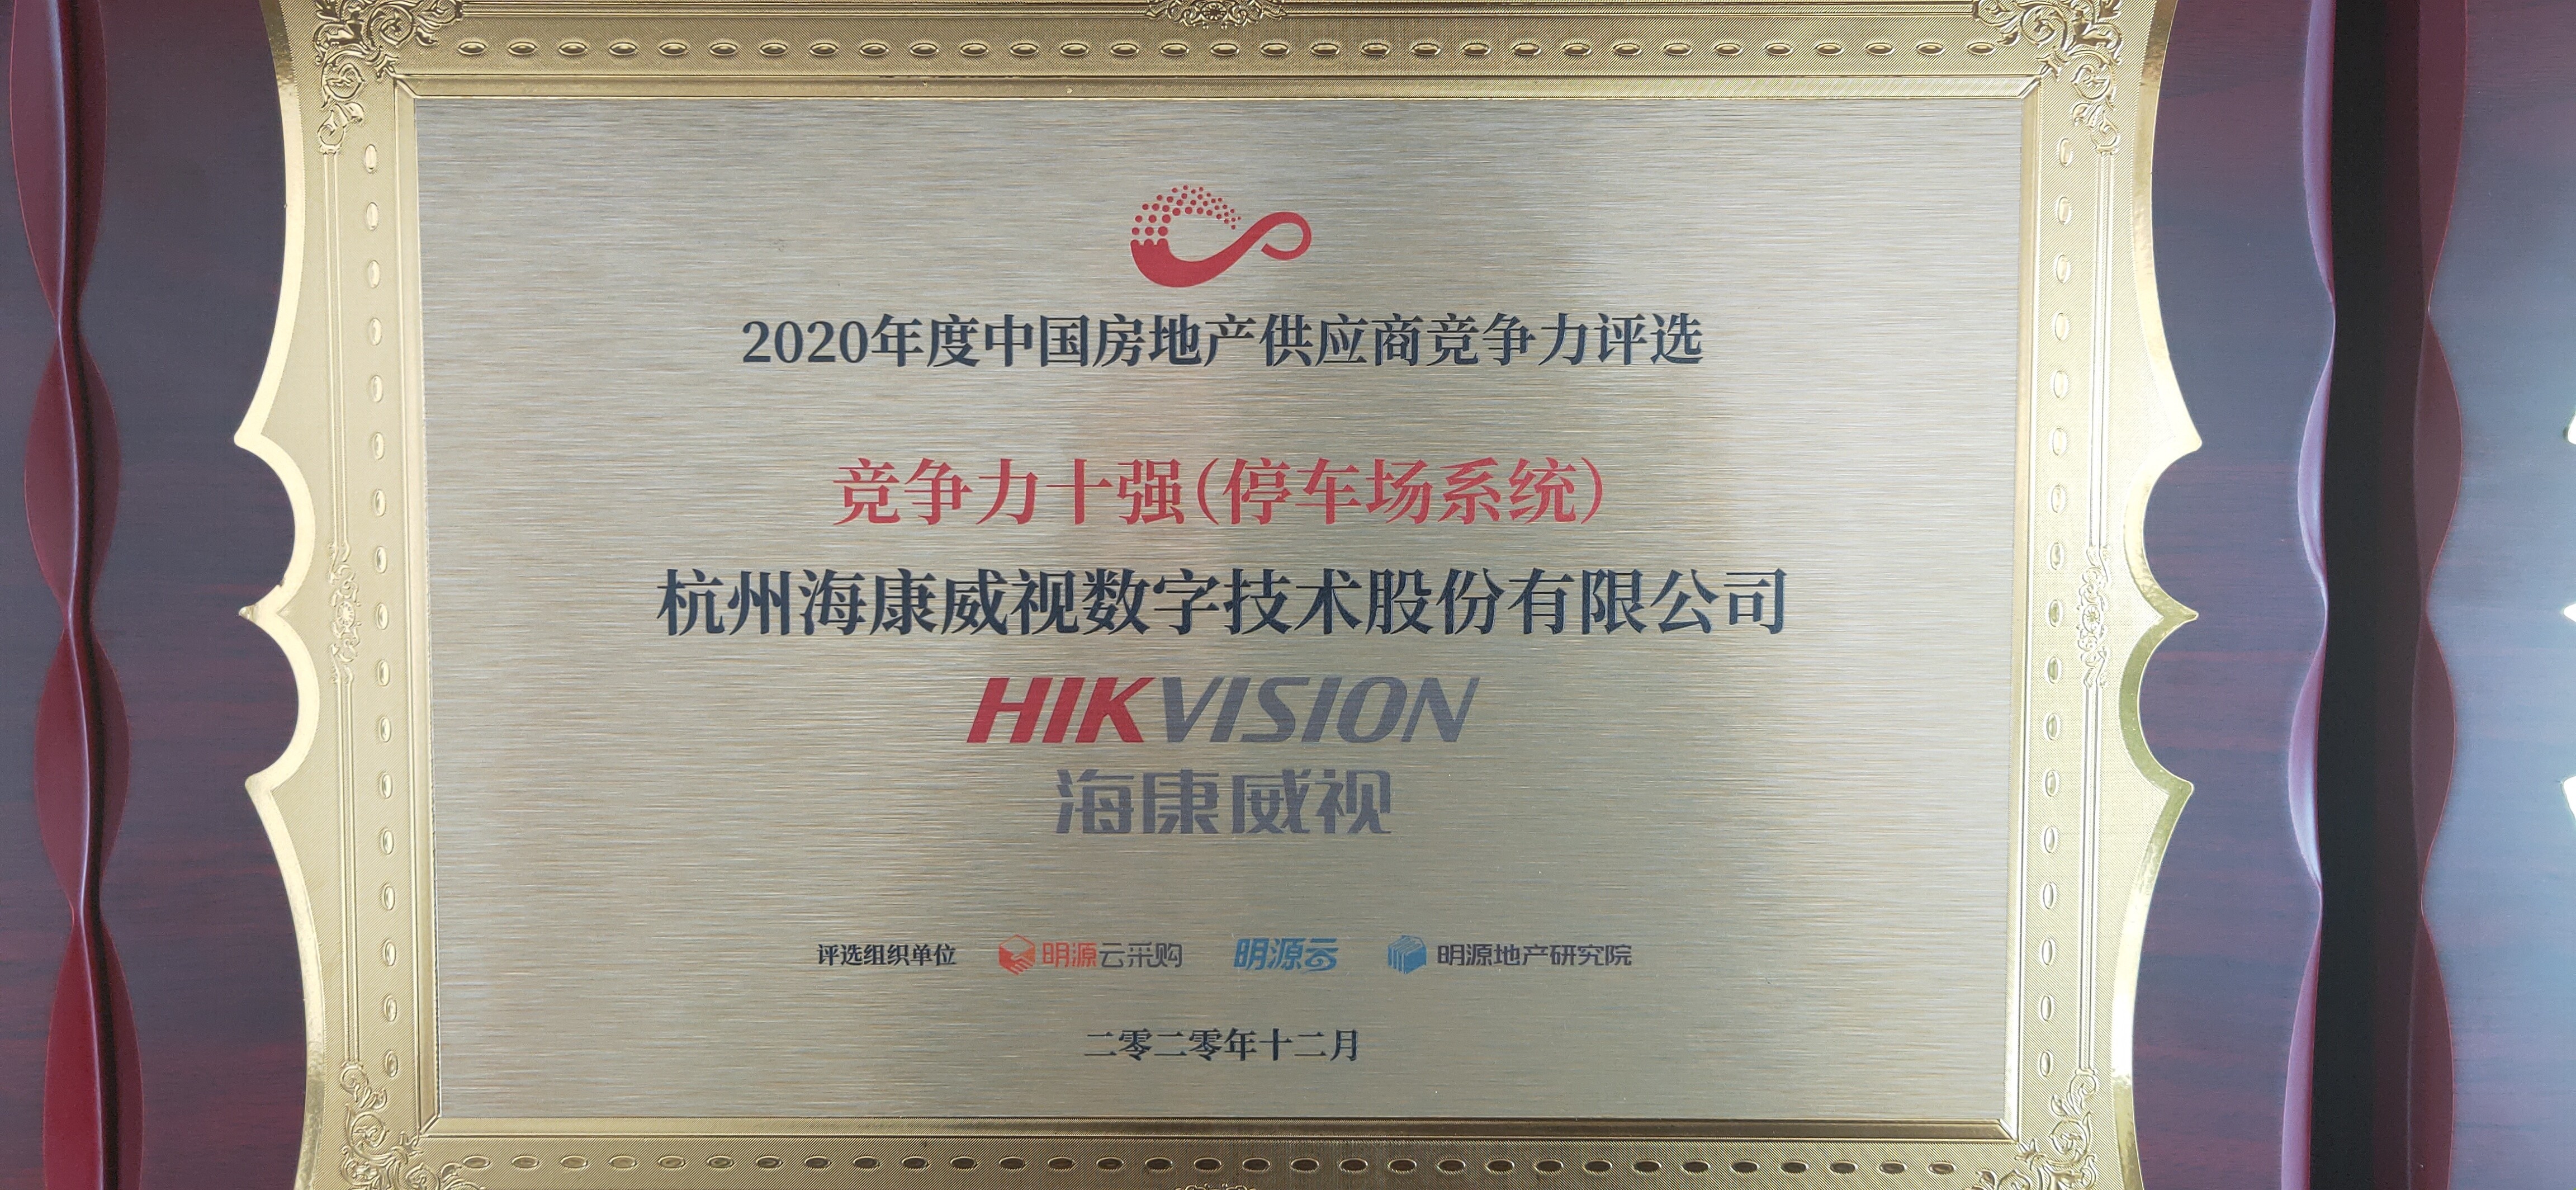 2020年度中国房地产供应商竞争力评选
竞争力十强(停车场系统)
杭州海康威视数字技术股份有限公司
HIKVISION
海康威视
评选组织单位 明源云采购 明源云 明源地产研究院
二零二零年十二月